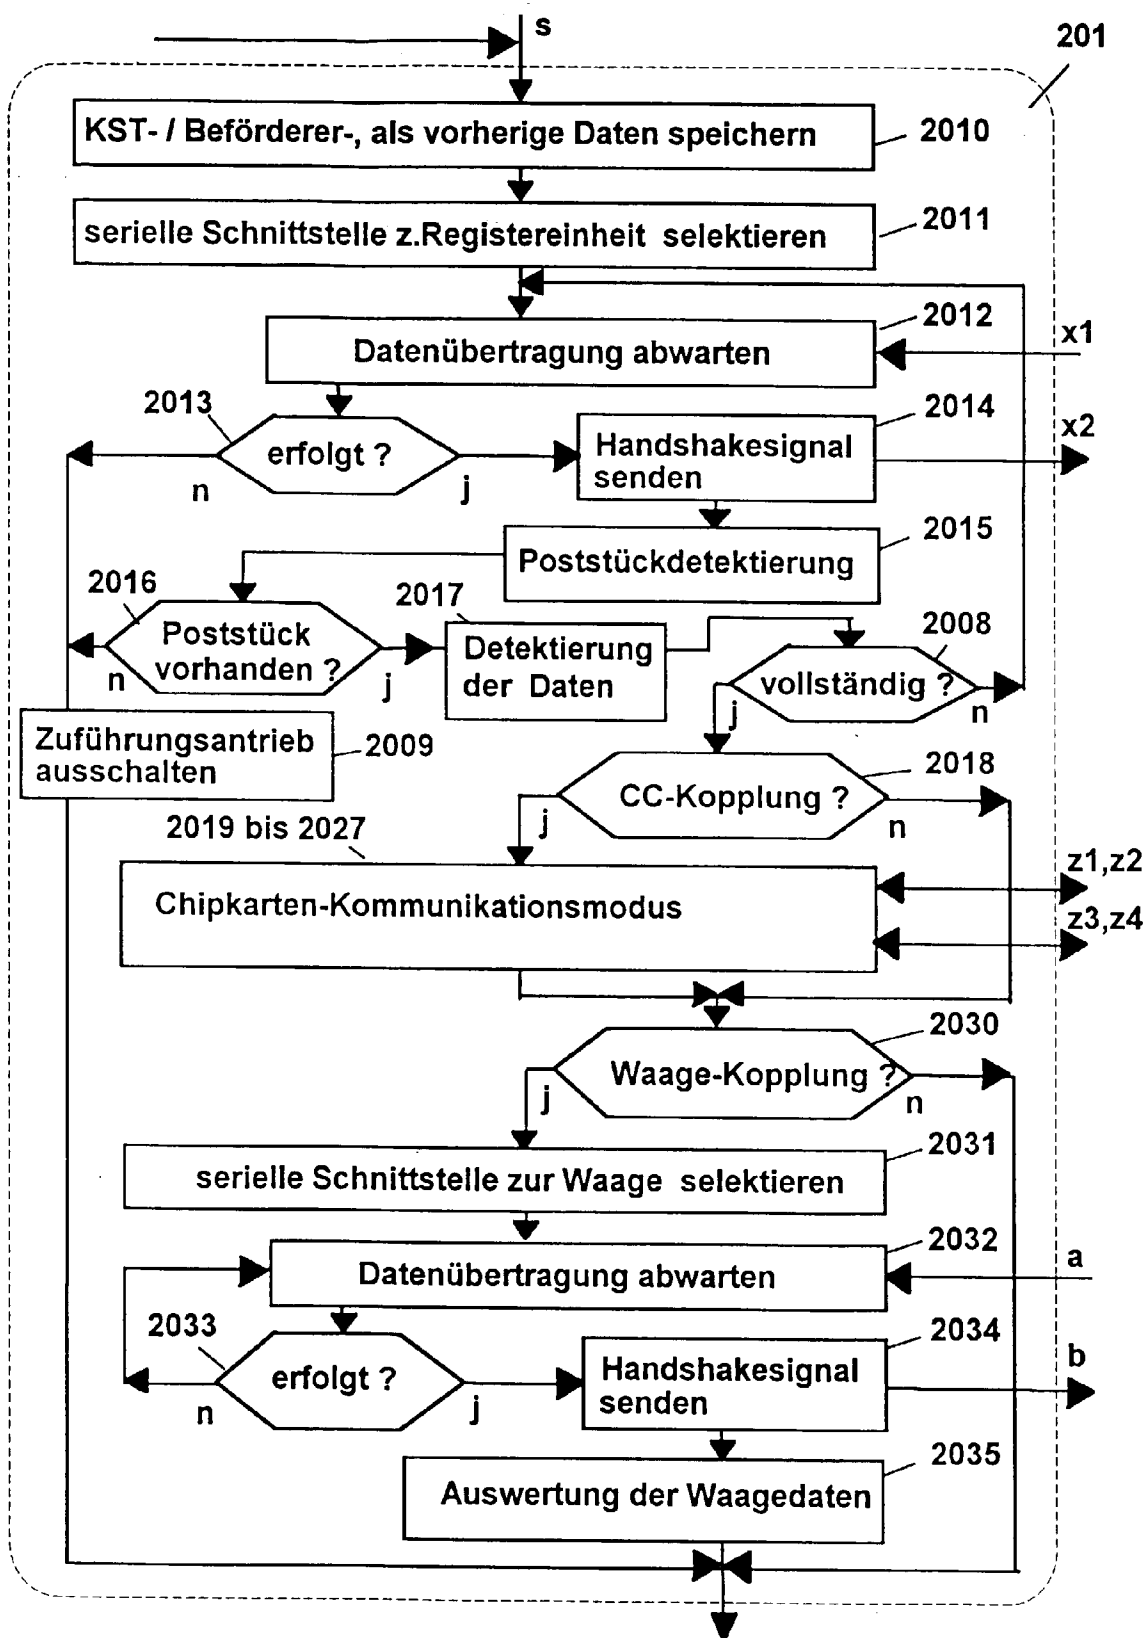 s
201
KST- / Beförderer-, als vorherige Daten speichern
2010
serielle Schnittstelle z.Registereinheit selektieren
2011
2012
Datenübertragung abwarten
x1
2013
erfolgt ?
n
j
2014
Handshakesignal
senden
x2
2015
Poststückdetektierung
2016
Poststück
vorhanden ?
n
j
2017
Detektierung
der Daten
2008
vollständig ?
n
j
Zuführungsantrieb
ausschalten
2009
2018
CC-Kopplung ?
j
n
2019 bis 2027
Chipkarten-Kommunikationsmodus
z1,z2
z3,z4
2030
Waage-Kopplung ?
j
n
2031
serielle Schnittstelle zur Waage selektieren
2032
Datenübertragung abwarten
a
2033
erfolgt ?
n
j
2034
Handshakesignal
senden
b
2035
Auswertung der Waagedaten